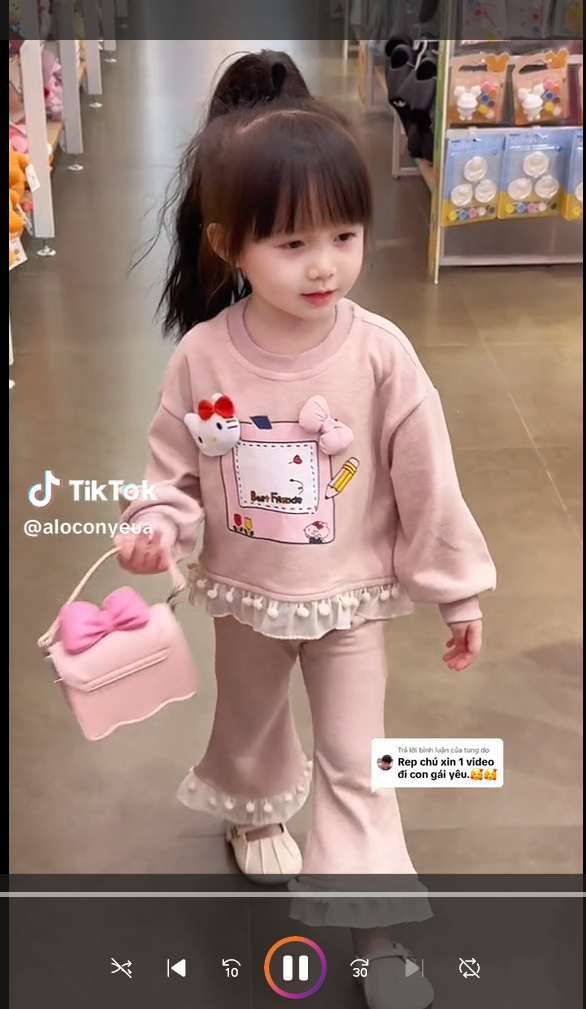 Best Friends
TikTok
@aloconyeua
Trả lời bình luận của tung do
Rep chú xin 1 video
đi con gái yêu.🥰🥰
10
30